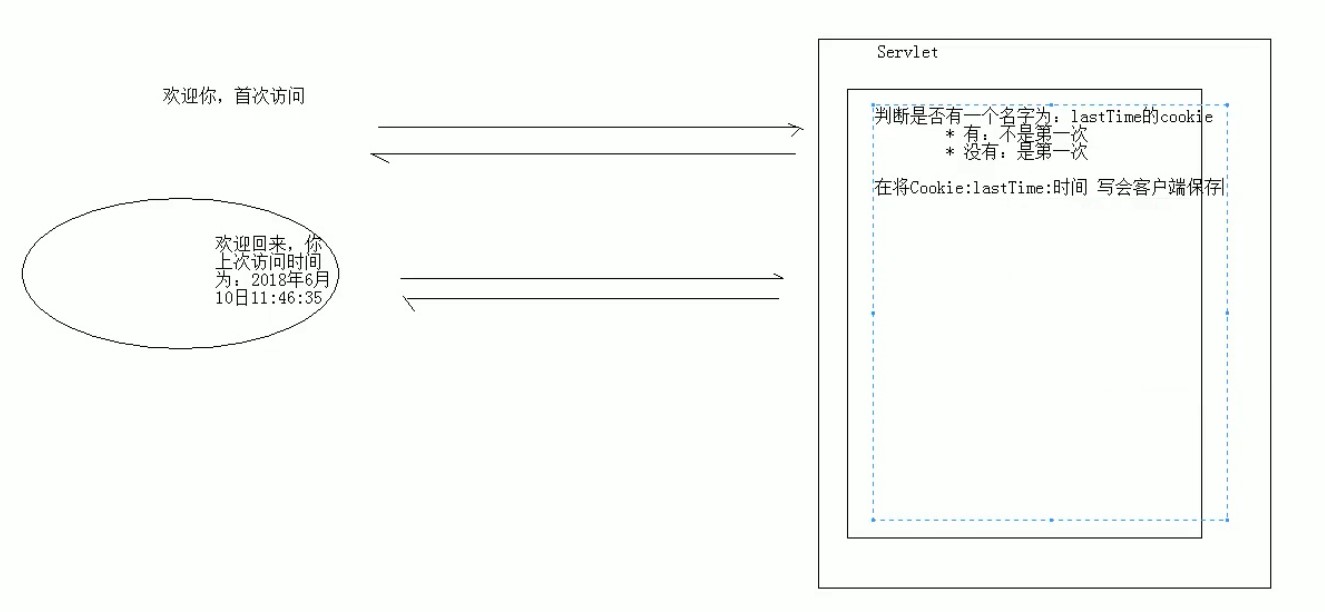 Servlet
欢迎你，首次访问
判断是否有一个名字为：lastTime的cookie
* 有：不是第一次
* 没有：是第一次
在将Cookie:lastTime:时间 写会客户端保存
欢迎回来，你
上次访问时间
为：2018年6月
10日11:46:35